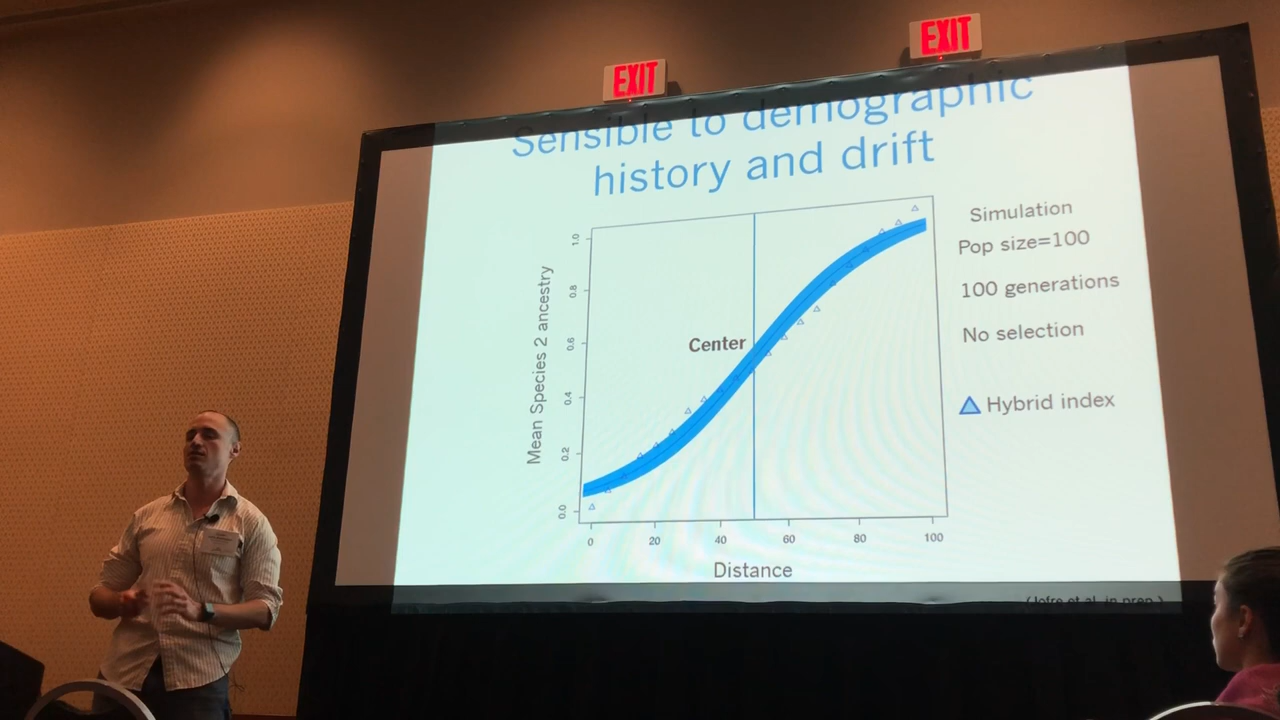 EXIT
EXIT
Sensible to demographic
history and drift
Simulation
Pop size=100
100 generations
No selection
Hybrid index
Mean Species 2 ancestry
1.0
0.8
0.6
0.4
0.2
0.0
Center
0 20 40 60 80 100
Distance
(Jofre et al. in prep.)